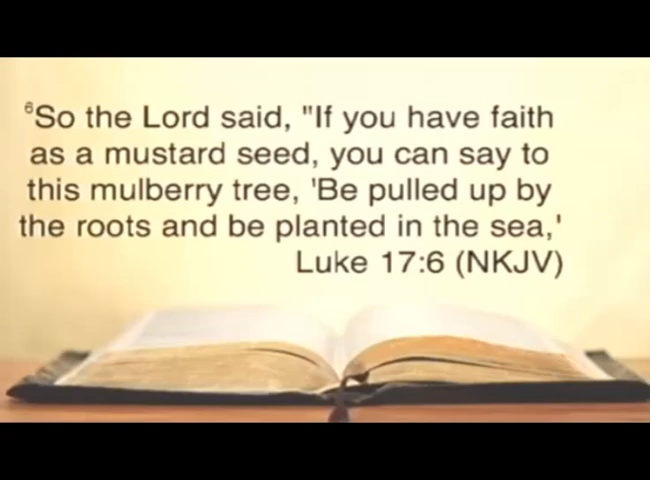 ⁶So the Lord said, "If you have faith
as a mustard seed, you can say to
this mulberry tree, 'Be pulled up by
the roots and be planted in the sea,'
Luke 17:6 (NKJV)